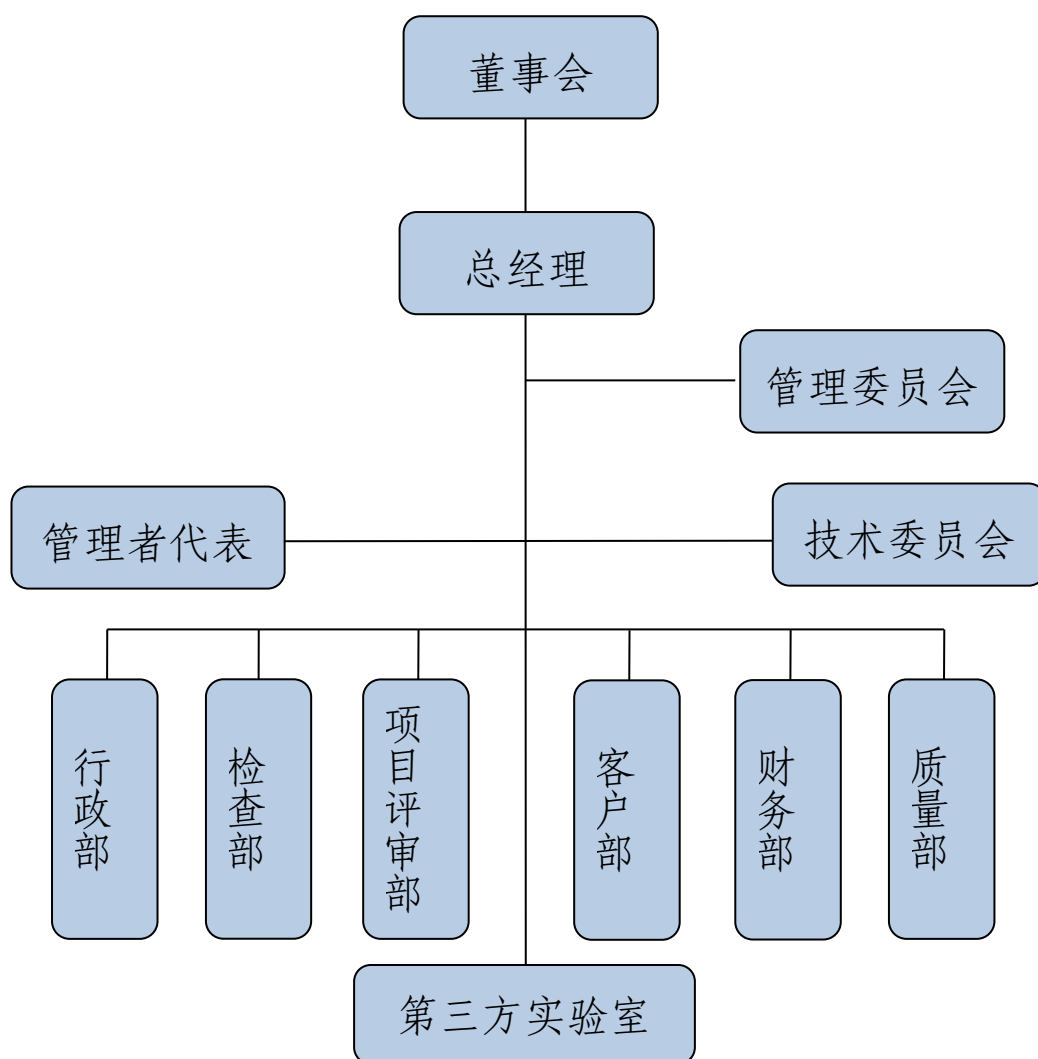 董事会
总经理
管理委员会
管理者代表
技术委员会
行政部
检查部
项目评审部
客户部
财务部
质量部
第三方实验室